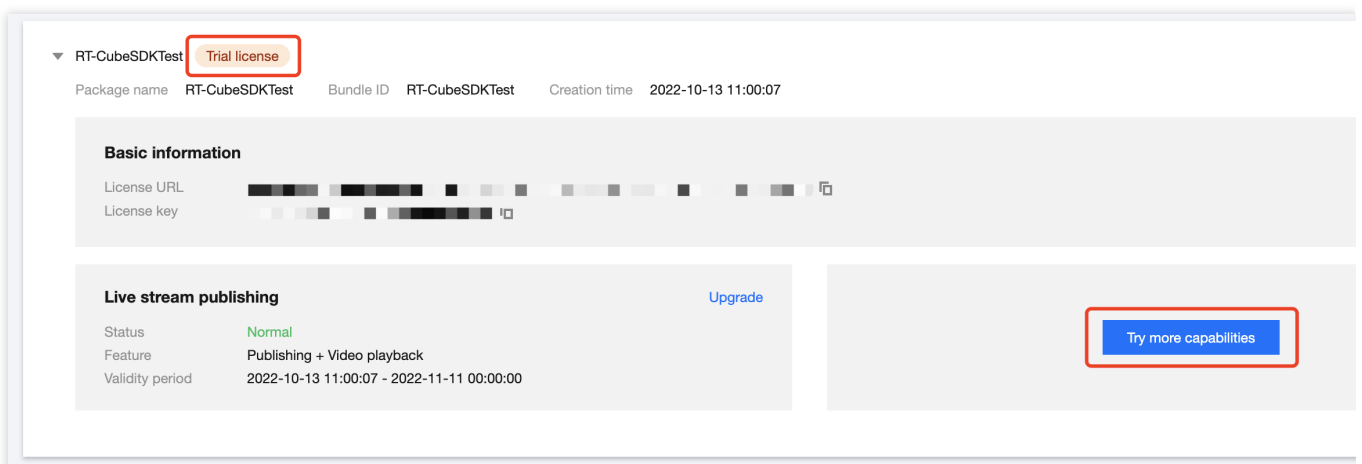 RT-CubeSDKTest Trial license
Package name RT-CubeSDKTest Bundle ID RT-CubeSDKTest Creation time 2022-10-13 11:00:07
Basic information
License URL
License key
Live stream publishing Upgrade
Status Normal
Feature Publishing + Video playback
Validity period 2022-10-13 11:00:07 - 2022-11-11 00:00:00
Try more capabilities